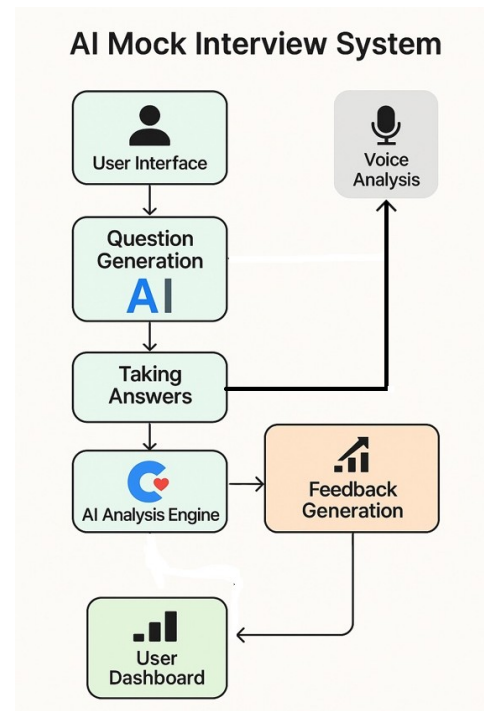 AI Mock Interview System
User Interface
Voice
Analysis
Question
Generation
AI
Taking
Answers
AI Analysis Engine
Feedback
Generation
User
Dashboard